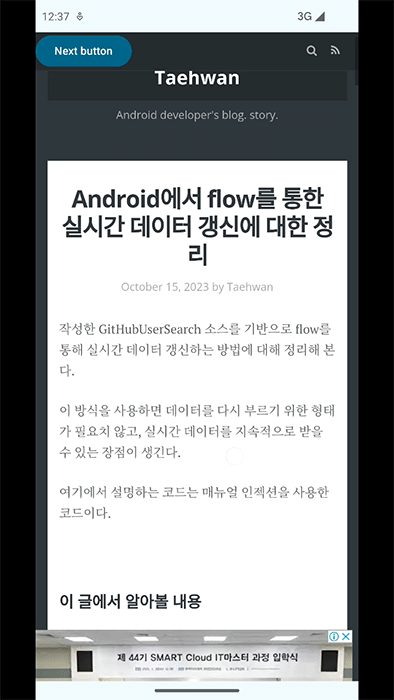 12:37
3G
Next button
Taehwan
Android developer's blog. story.
Android에서 flow를 통한
실시간 데이터 갱신에 대한 정
리
October 15, 2023 by Taehwan
작성한 GitHubUserSearch 소스를 기반으로 flow를
통해 실시간 데이터 갱신하는 방법에 대해 정리해 본
다.
이 방식을 사용하면 데이터를 다시 부르기 위한 형태
가 필요치 않고, 실시간 데이터를 지속적으로 받을
수 있는 장점이 생긴다.
여기에서 설명하는 코드는 매뉴얼 인젝션을 사용한
코드이다.
이 글에서 알아볼 내용
제 44기 SMART Cloud IT마스터 과정 입학식